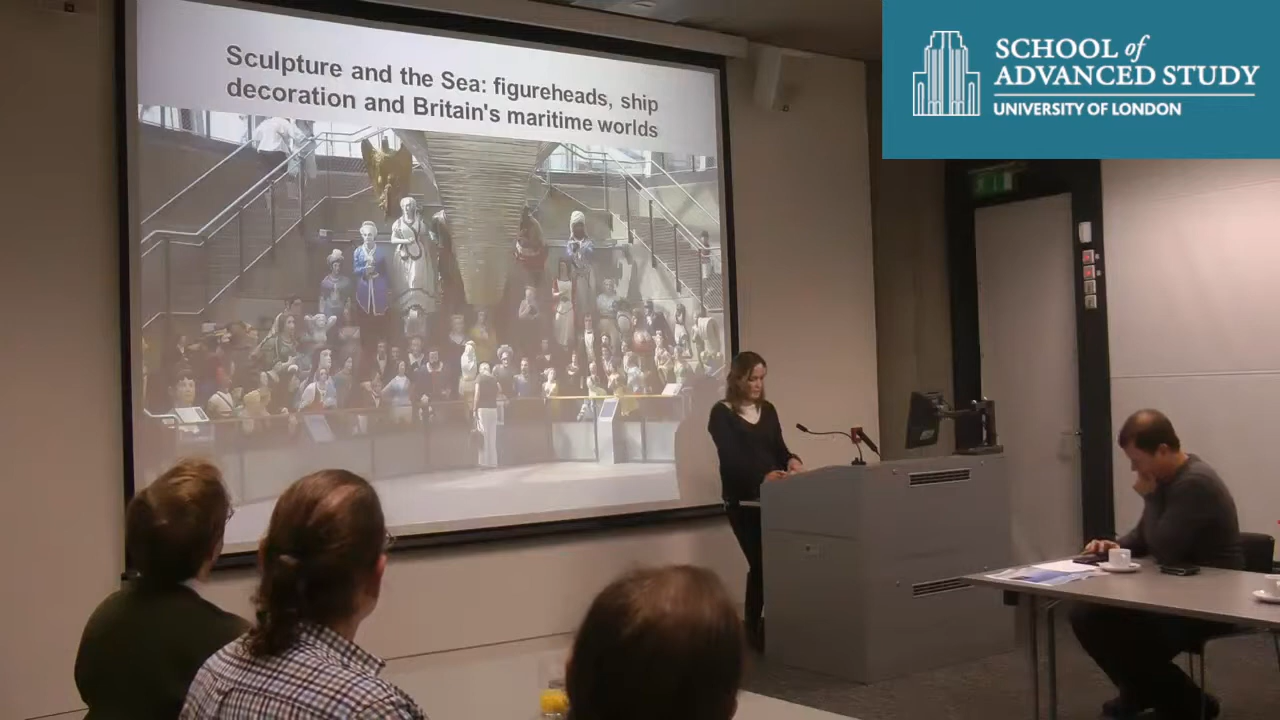 Sculpture and the Sea: figureheads, ship
decoration and Britain's maritime worlds
SCHOOL of
ADVANCED STUDY
UNIVERSITY OF LONDON